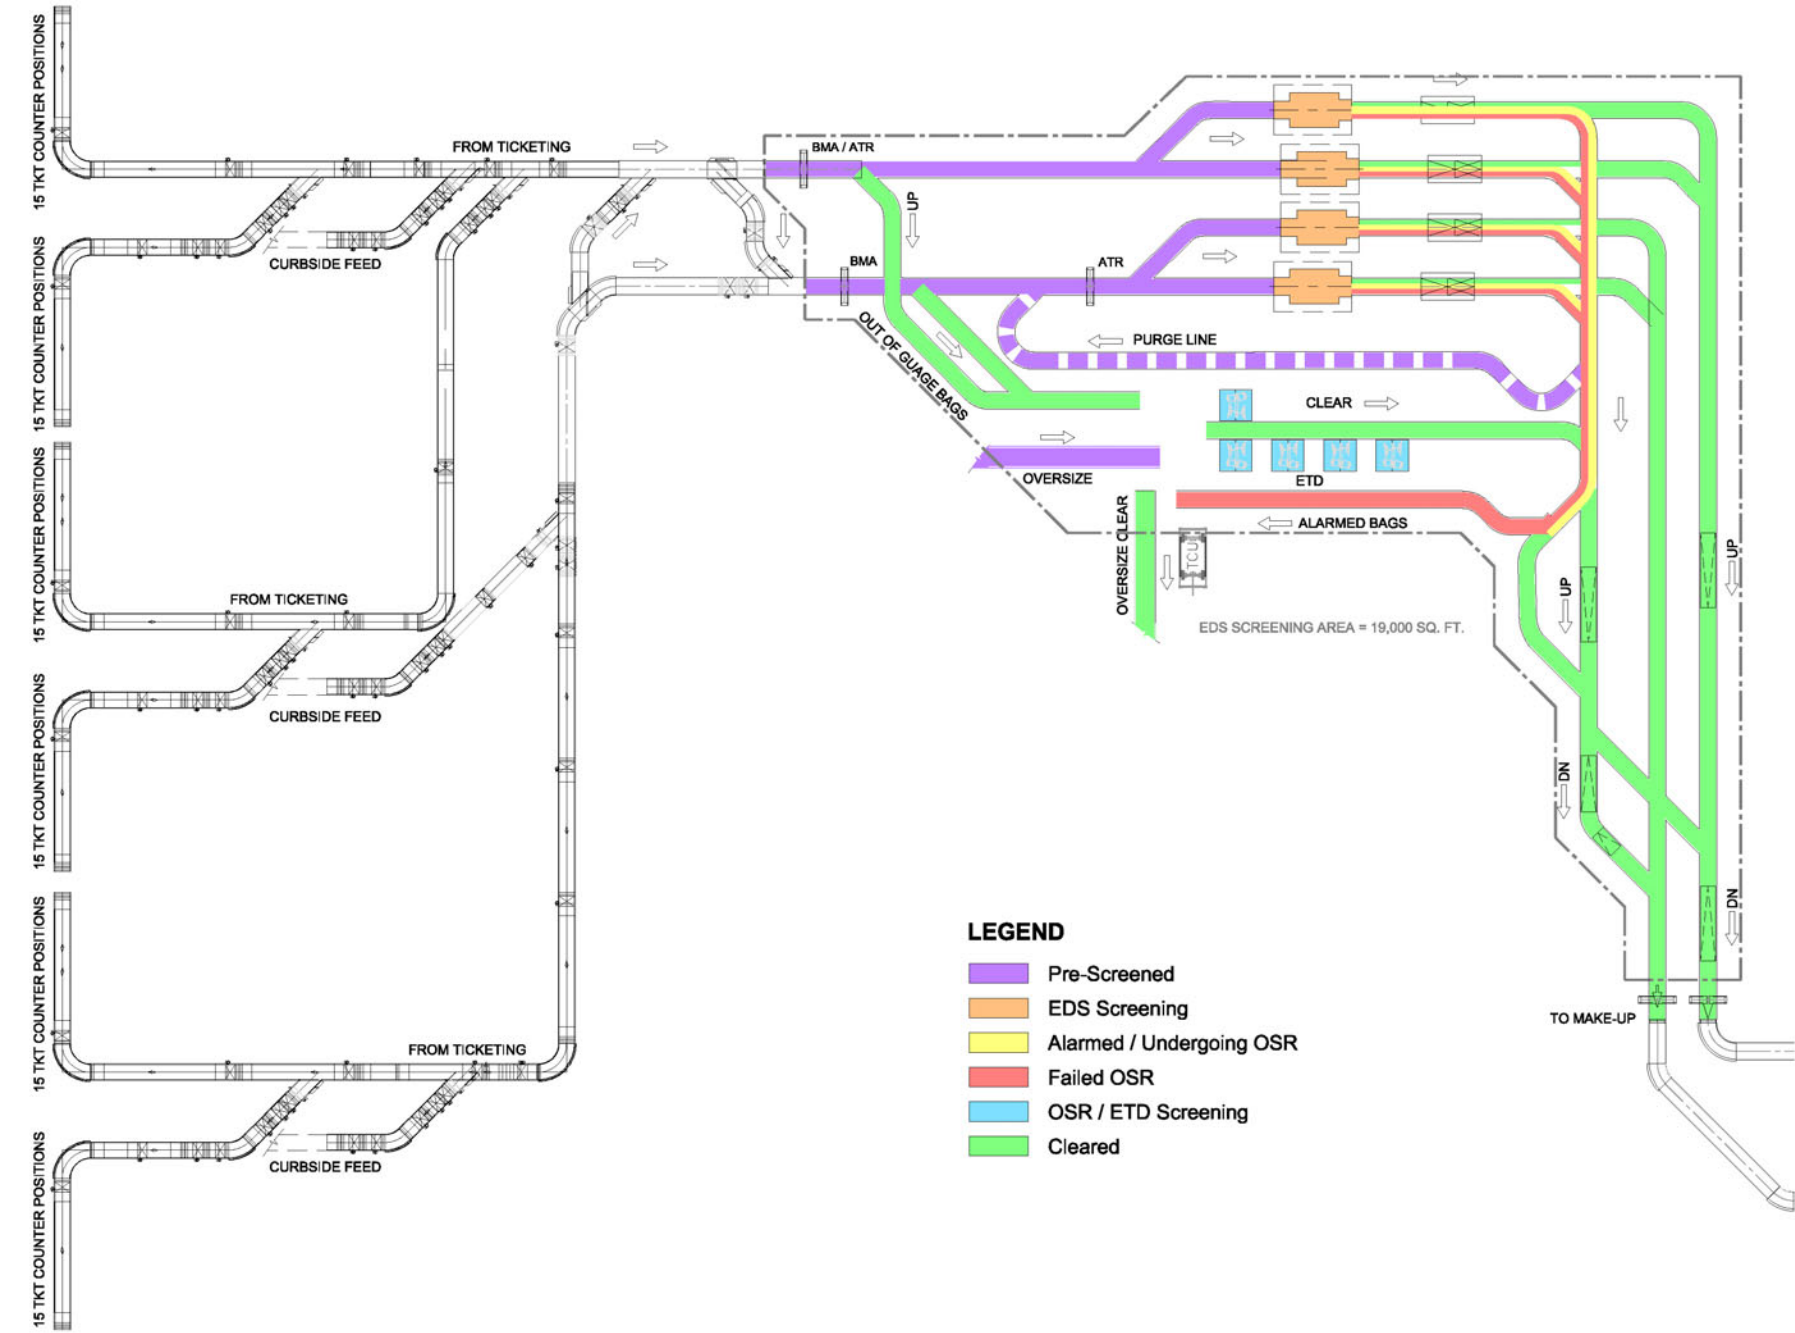 15 TKT COUNTER POSITIONS
15 TKT COUNTER POSITIONS
15 TKT COUNTER POSITIONS
15 TKT COUNTER POSITIONS
15 TKT COUNTER POSITIONS
15 TKT COUNTER POSITIONS
FROM TICKETING
CURBSIDE FEED
FROM TICKETING
CURBSIDE FEED
FROM TICKETING
CURBSIDE FEED
BMA / ATR
UP
BMA
ATR
OUT OF GUAGE BAGS
PURGE LINE
CLEAR
OVERSIZE
ETD
OVERSIZE CLEAR
ALARMED BAGS
TCU
EDS SCREENING AREA = 19,000 SQ. FT.
UP
UP
DN
DN
TO MAKE-UP
LEGEND
Pre-Screened
EDS Screening
Alarmed / Undergoing OSR
Failed OSR
OSR / ETD Screening
Cleared